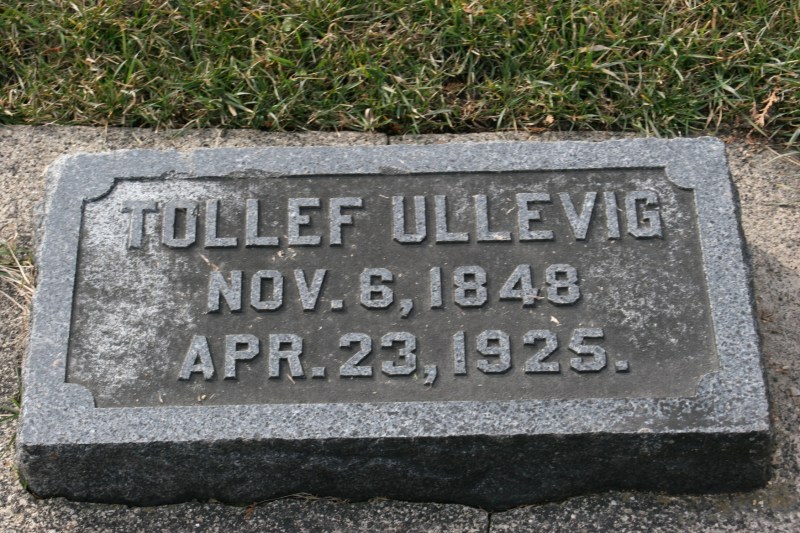 TOLLEF ULLEVIG
NOV. 6, 1848
APR. 23, 1925.